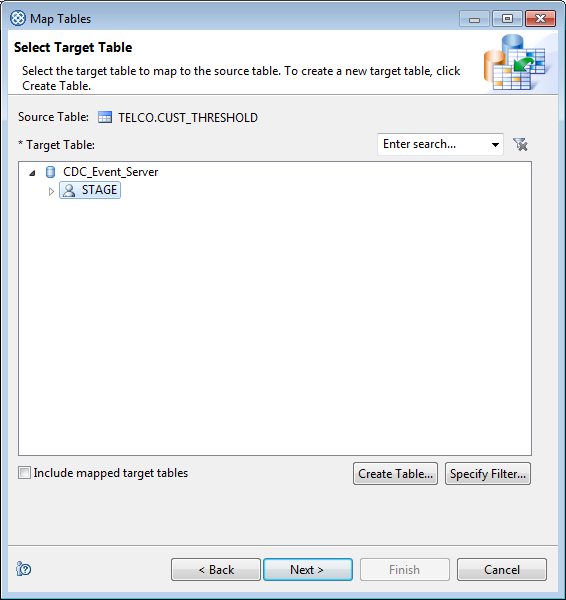 Map Tables
Select Target Table
Select the target table to map to the source table. To create a new target table, click
Create Table.
Source Table: TELCO.CUST_THRESHOLD
* Target Table:
Enter search...
CDC_Event_Server
STAGE
Include mapped target tables
Create Table...
Specify Filter...
< Back
Next >
Finish
Cancel